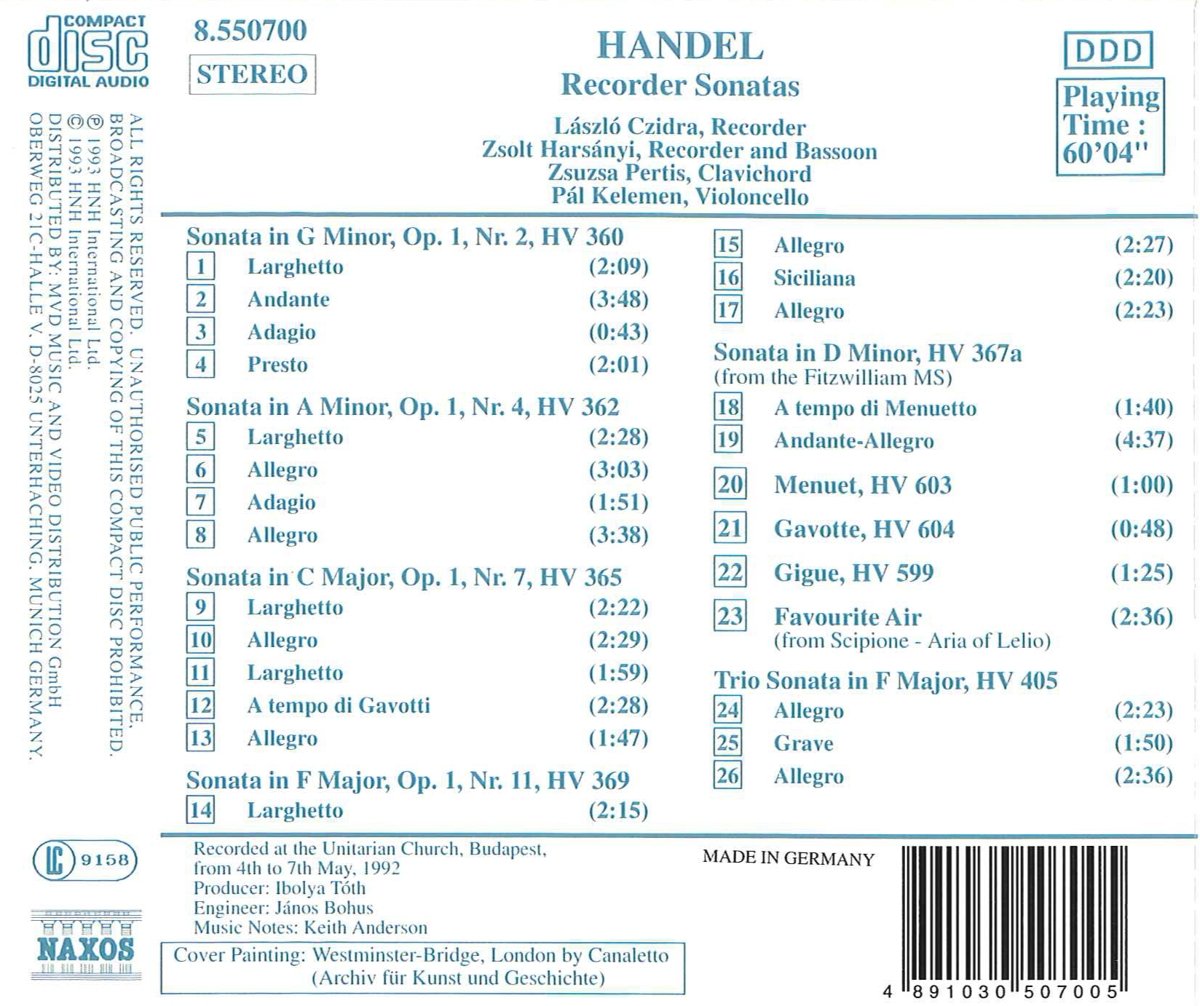 COMPACT
disc
DIGITAL AUDIO
8.550700
STEREO
HANDEL
Recorder Sonatas
László Czidra, Recorder
Zsolt Harsányi, Recorder and Bassoon
Zsuzsa Pertis, Clavichord
Pál Kelemen, Violoncello
DDD
Playing
Time :
60'04"
ALL RIGHTS RESERVED. UNAUTHORISED PUBLIC PERFORMANCE.
BROADCASTING AND COPYING OF THIS COMPACT DISC PROHIBITED.
℗ 1993 HNH International Ltd.
© 1993 HNH International Ltd.
DISTRIBUTED BY: MVD MUSIC AND VIDEO DISTRIBUTION GmbH
OBERWEG 21C-HALLE V. D-8025 UNTERHACHING. MUNICH GERMANY.
Sonata in G Minor, Op. 1, Nr. 2, HV 360
1 Larghetto (2:09)
2 Andante (3:48)
3 Adagio (0:43)
4 Presto (2:01)
Sonata in A Minor, Op. 1, Nr. 4, HV 362
5 Larghetto (2:28)
6 Allegro (3:03)
7 Adagio (1:51)
8 Allegro (3:38)
Sonata in C Major, Op. 1, Nr. 7, HV 365
9 Larghetto (2:22)
10 Allegro (2:29)
11 Larghetto (1:59)
12 A tempo di Gavotti (2:28)
13 Allegro (1:47)
Sonata in F Major, Op. 1, Nr. 11, HV 369
14 Larghetto (2:15)
15 Allegro (2:27)
16 Siciliana (2:20)
17 Allegro (2:23)
Sonata in D Minor, HV 367a
(from the Fitzwilliam MS)
18 A tempo di Menuetto (1:40)
19 Andante-Allegro (4:37)
20 Menuet, HV 603 (1:00)
21 Gavotte, HV 604 (0:48)
22 Gigue, HV 599 (1:25)
23 Favourite Air (2:36)
(from Scipione - Aria of Lelio)
Trio Sonata in F Major, HV 405
24 Allegro (2:23)
25 Grave (1:50)
26 Allegro (2:36)
LC 9158
NAXOS
Recorded at the Unitarian Church, Budapest,
from 4th to 7th May, 1992
Producer: Ibolya Tóth
Engineer: János Bohus
Music Notes: Keith Anderson
Cover Painting: Westminster-Bridge, London by Canaletto
(Archiv für Kunst und Geschichte)
MADE IN GERMANY
4 891030 507005